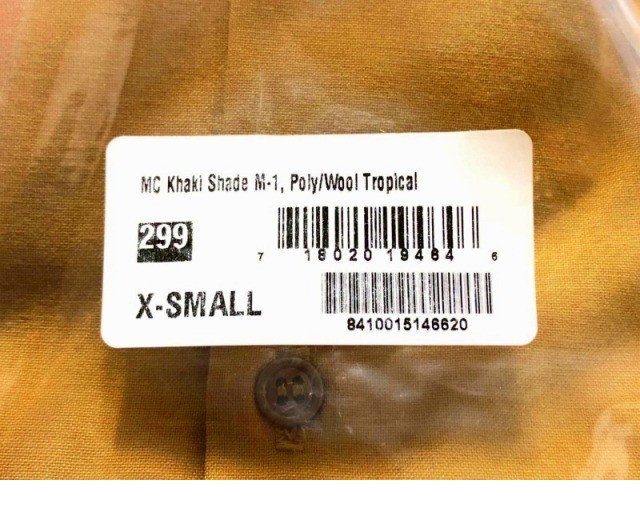 MC Khaki Shade M-1, Poly/Wool Tropical
299
7 18020 19464 6
X-SMALL
8410015146620